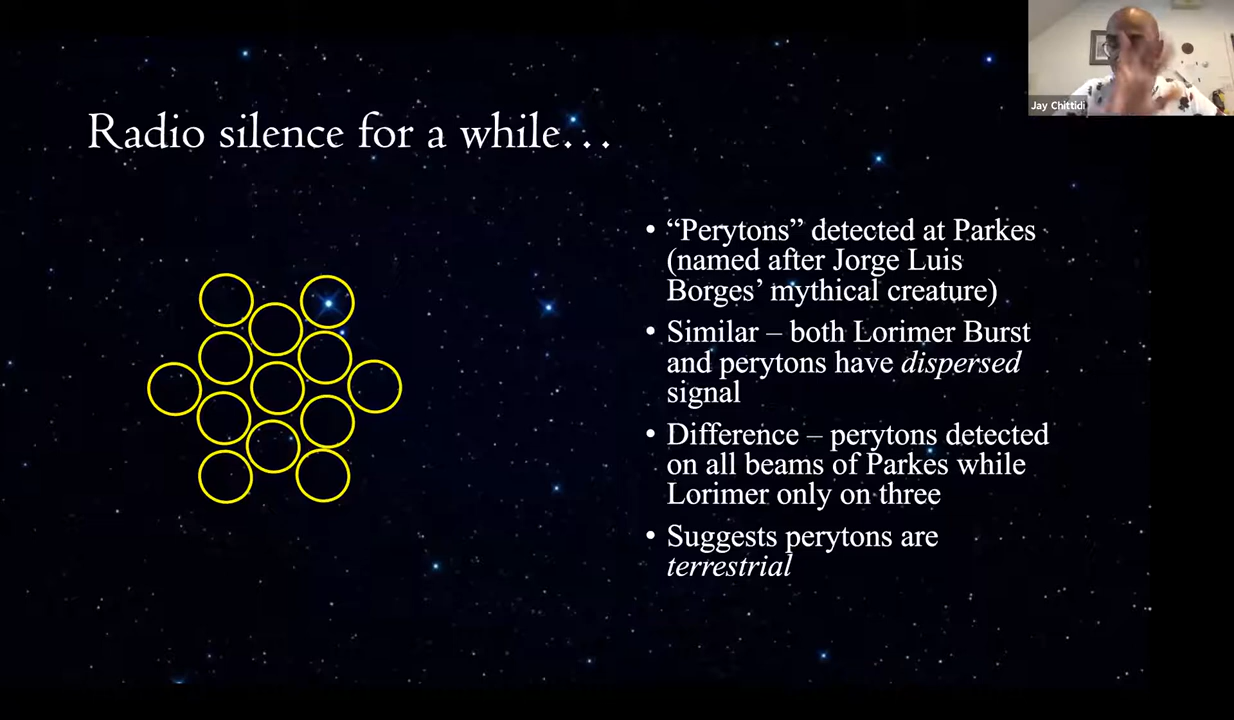 Radio silence for a while…
Jay Chittidi
• “Perytons” detected at Parkes
(named after Jorge Luis
Borges’ mythical creature)
• Similar – both Lorimer Burst
and perytons have dispersed
signal
• Difference – perytons detected
on all beams of Parkes while
Lorimer only on three
• Suggests perytons are
terrestrial